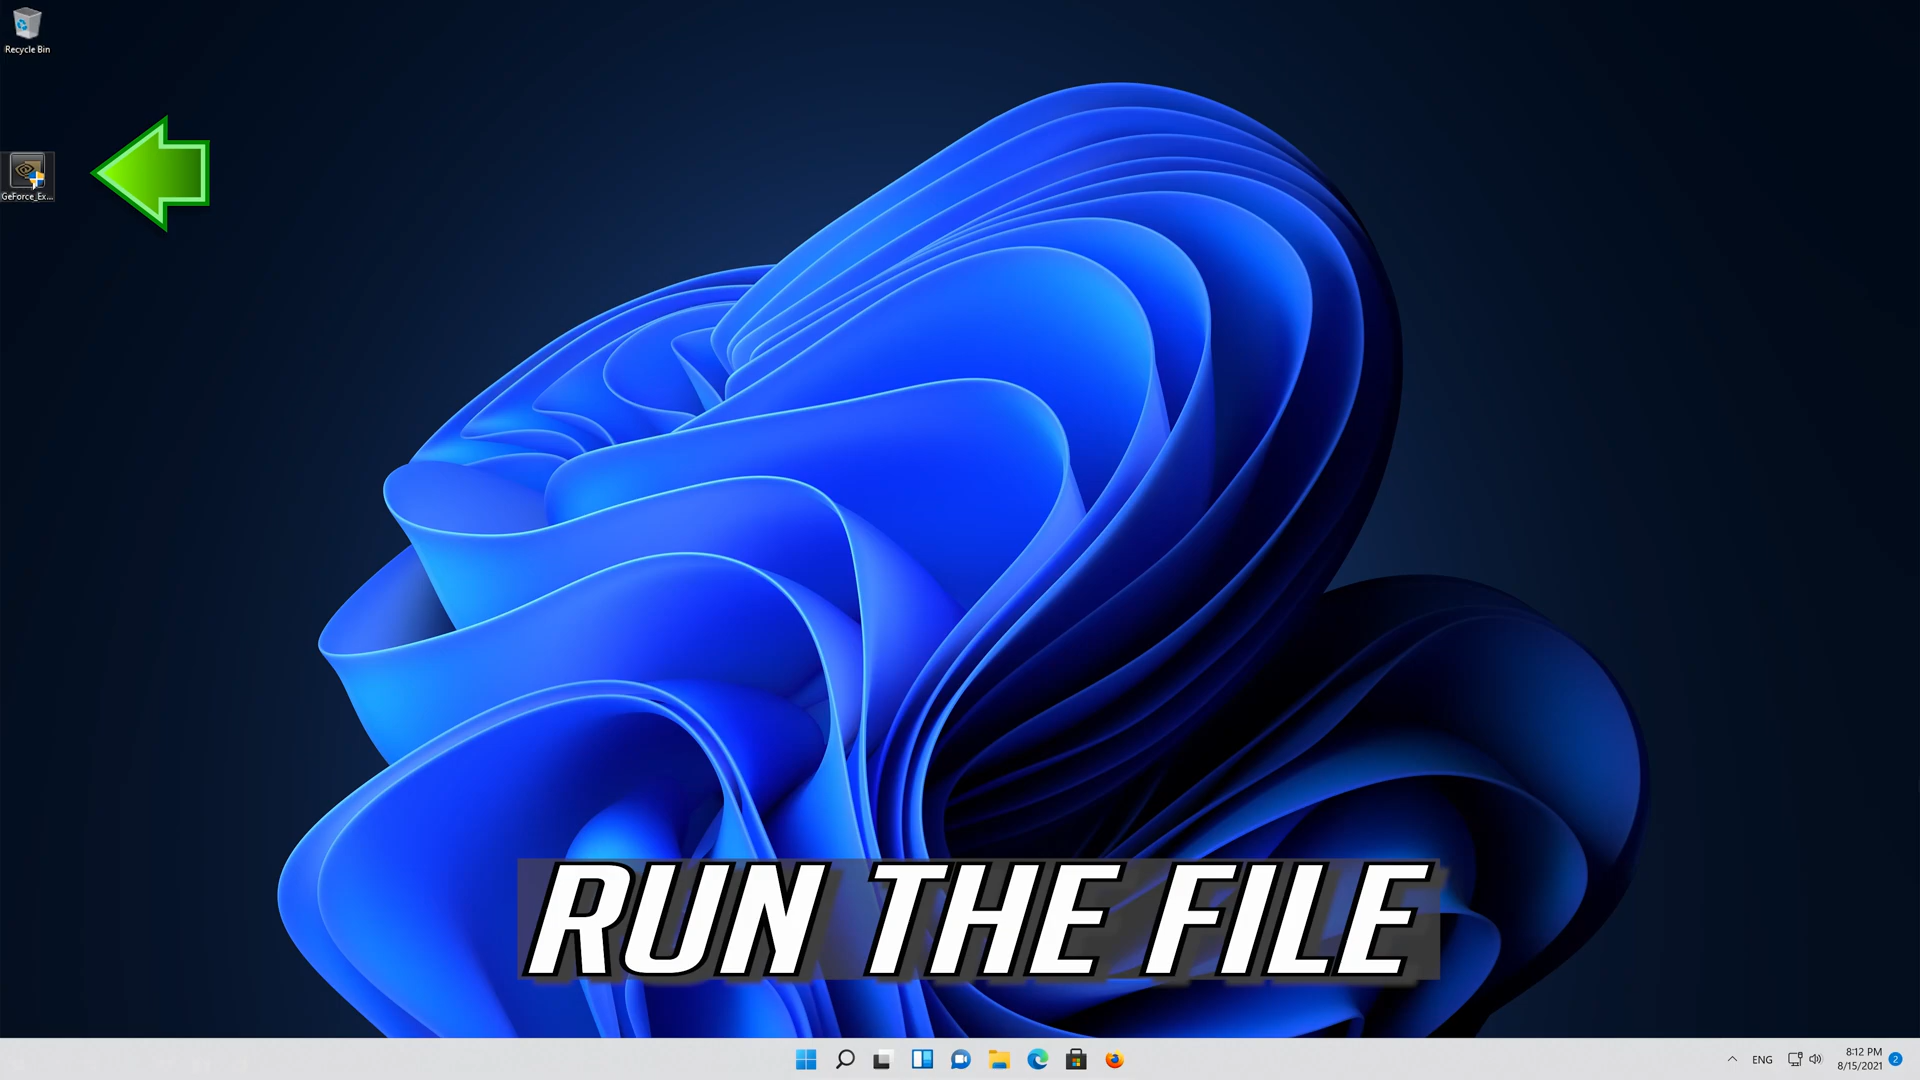 Recycle Bin
GeForce_Ex...
RUN THE FILE
ENG
8:12 PM
8/15/2021
2